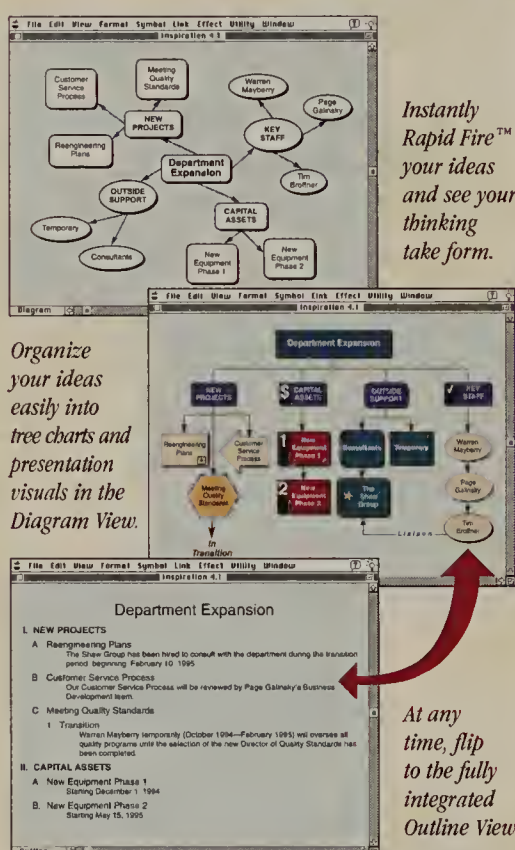 File Edit View Format Symbol Link Effect Utility Window
Inspiration 4.1
Customer
Service
Process
Meeting
Quality
Standards
Reengineering
Plans
NEW
PROJECTS
Warren
Mayberry
Page
Galinsky
KEY
STAFF
Tim
Broffner
Department
Expansion
OUTSIDE
SUPPORT
Temporary
Consultants
CAPITAL
ASSETS
New
Equipment
Phase 1
New
Equipment
Phase 2
Diagram
Instantly
Rapid Fire™
your ideas
and see your
thinking
take form.
Organize
your ideas
easily into
tree charts and
presentation
visuals in the
Diagram View.
File Edit View Format Symbol Link Effect Utility Window
Inspiration 4.1
Department Expansion
NEW
PROJECTS
$ CAPITAL
ASSETS
OUTSIDE
SUPPORT
✓ KEY
STAFF
Reengineering
Plans
Customer
Service
Process
Meeting
Quality
Standards
In
Transition
1 New
Equipment
Phase 1
2 New
Equipment
Phase 2
Consultants
Temporary
The
Shaw
Group
Liaison
Warren
Mayberry
Page
Galinsky
Tim
Broffner
File Edit View Format Symbol Link Effect Utility Window
Inspiration 4.1
Department Expansion
I. NEW PROJECTS
A Reengineering Plans
The Shaw Group has been hired to consult with the department during the transition
period beginning February 10 1995
B Customer Service Process
Our Customer Service Process will be reviewed by Page Galinsky's Business
Development team.
C Meeting Quality Standards
1 Transition
Warren Mayberry temporarily (October 1994—February 1995) will oversee all
quality programs until the selection of the new Director of Quality Standards has
been completed.
II. CAPITAL ASSETS
A New Equipment Phase 1
Starting December 1 1994
B. New Equipment Phase 2
Starting May 15, 1995
At any
time, flip
to the fully
integrated
Outline View